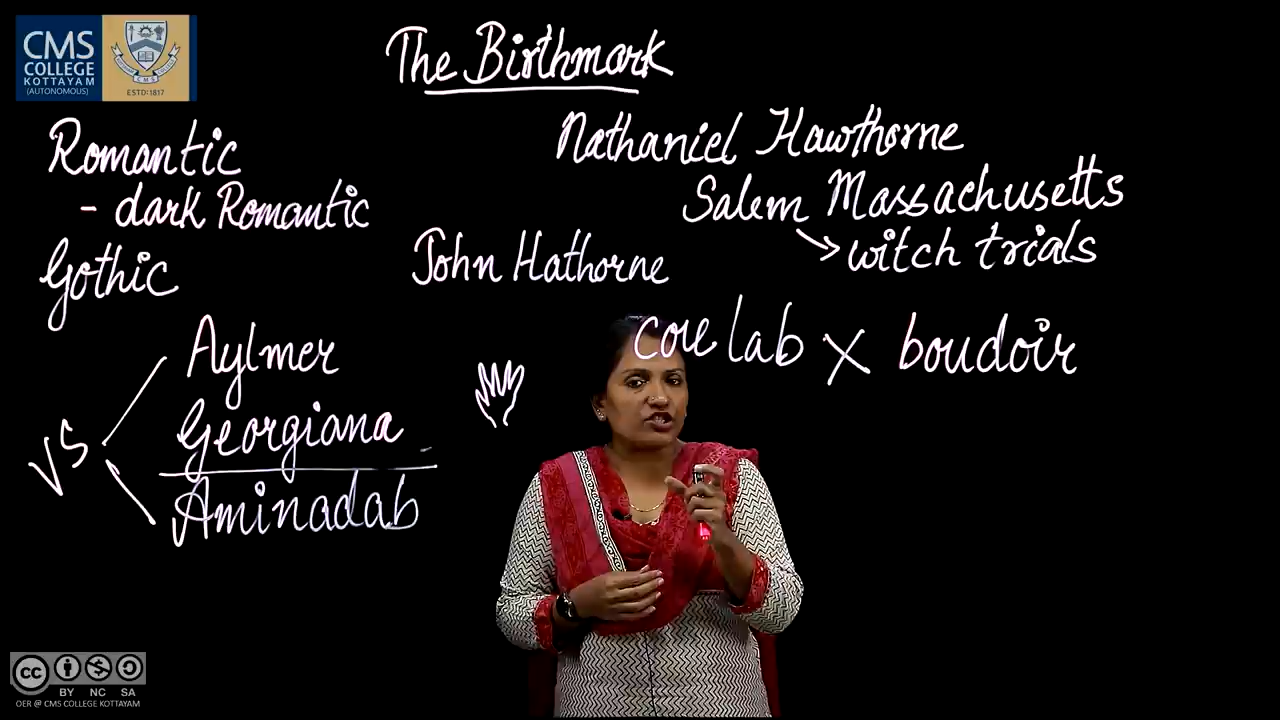 CMS
COLLEGE
KOTTAYAM
(AUTONOMOUS)
ESTD:1817
The Birthmark
Romantic
- dark Romantic
Gothic
Nathaniel Hawthorne
Salem Massachusetts
witch trials
John Hathorne
lab X boudoir
VS
Aylmer
Georgiana
Aminadab
cc
BY NC SA
OER @ CMS COLLEGE KOTTAYAM